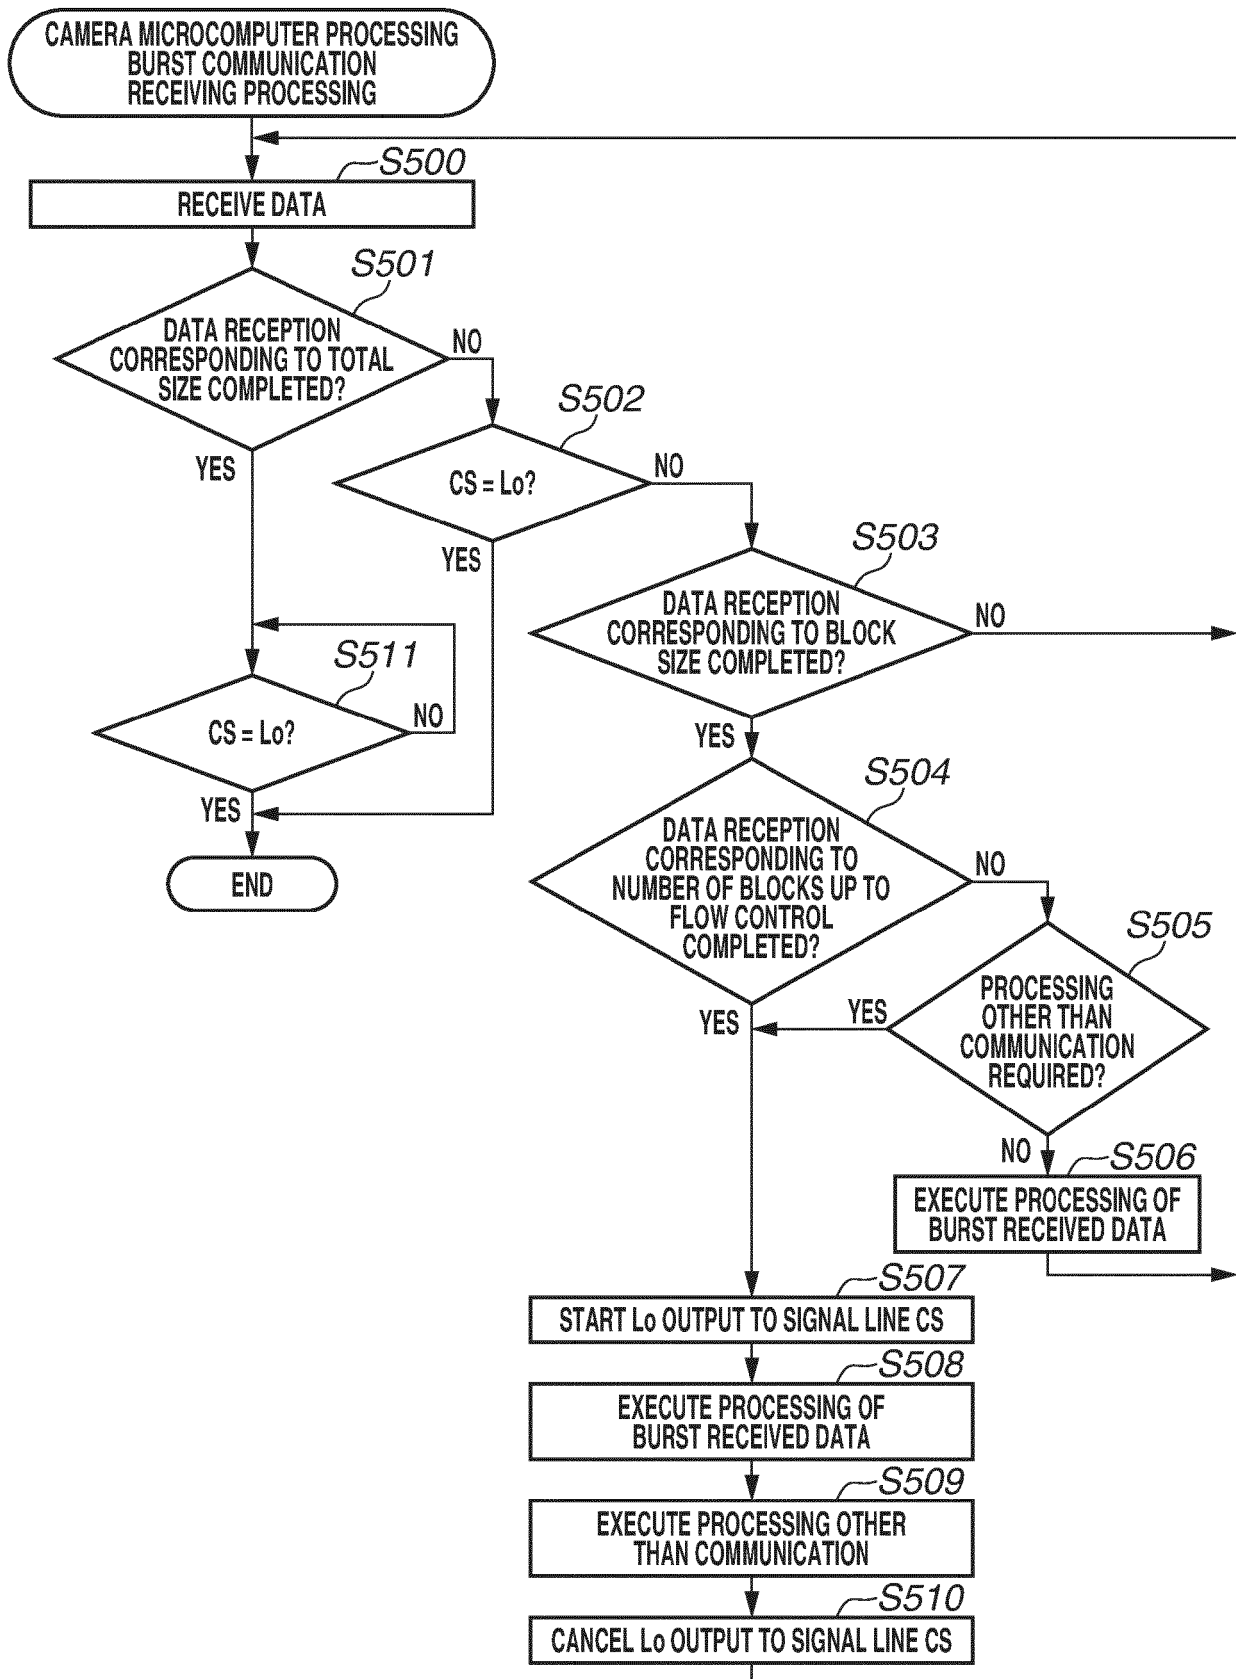 CAMERA MICROCOMPUTER PROCESSING
BURST COMMUNICATION
RECEIVING PROCESSING
S500
RECEIVE DATA
S501
DATA RECEPTION
CORRESPONDING TO TOTAL
SIZE COMPLETED?
NO
YES
S502
CS = Lo?
NO
YES
S503
DATA RECEPTION
CORRESPONDING TO BLOCK
SIZE COMPLETED?
NO
YES
S511
CS = Lo?
NO
YES
END
S504
DATA RECEPTION
CORRESPONDING TO
NUMBER OF BLOCKS UP TO
FLOW CONTROL
COMPLETED?
NO
YES
S505
PROCESSING
OTHER THAN
COMMUNICATION
REQUIRED?
YES
NO
S506
EXECUTE PROCESSING OF
BURST RECEIVED DATA
S507
START Lo OUTPUT TO SIGNAL LINE CS
S508
EXECUTE PROCESSING OF
BURST RECEIVED DATA
S509
EXECUTE PROCESSING OTHER
THAN COMMUNICATION
S510
CANCEL Lo OUTPUT TO SIGNAL LINE CS